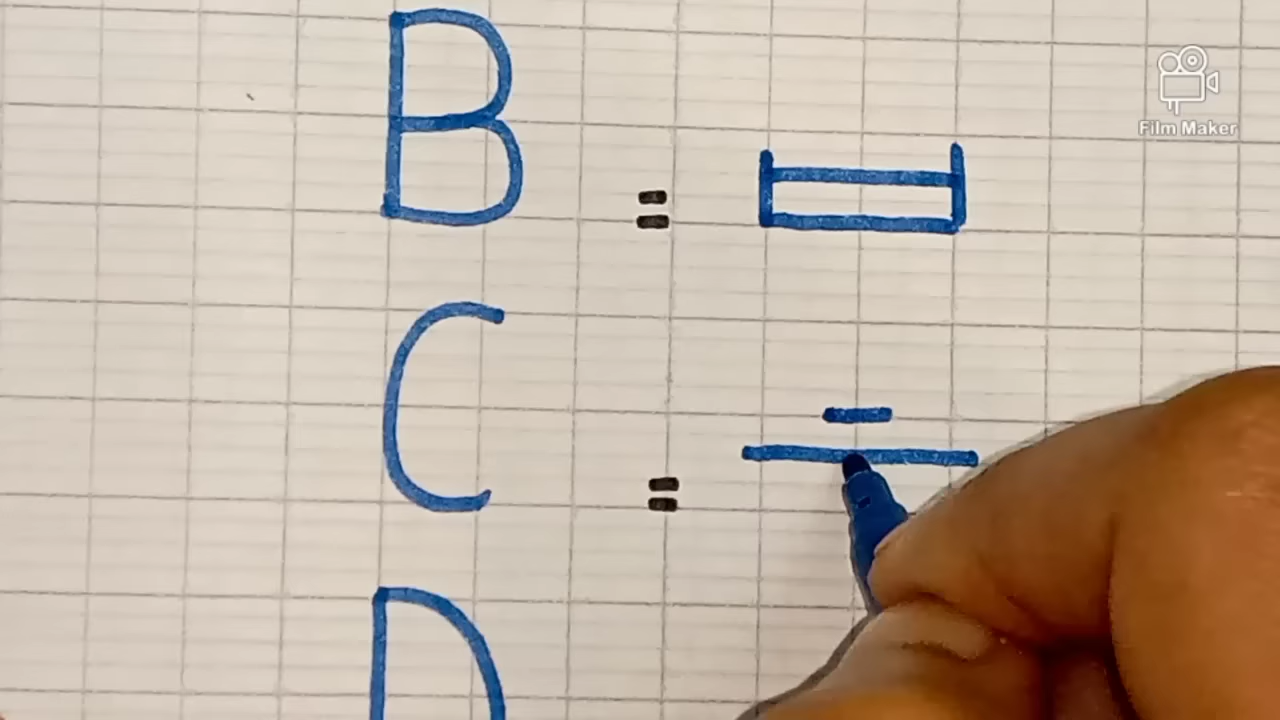 Film Maker
B =
C =
D